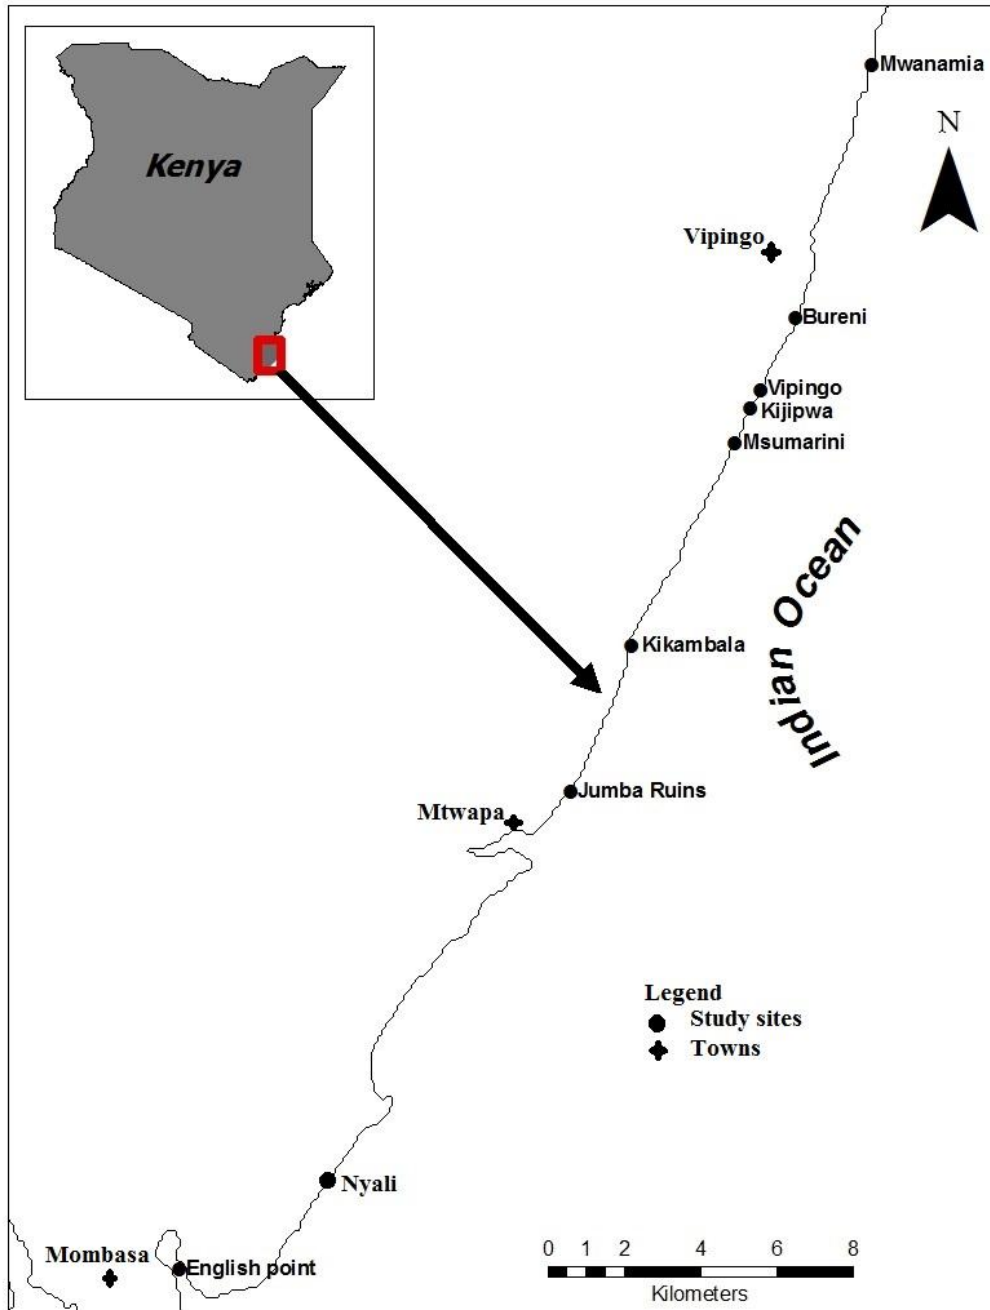 Mwanamia
Kenya
N
Vipingo
Bureni
Vipingo
Kijipwa
Msumarini
Indian Ocean
Kikambala
Jumba Ruins
Mtwapa
Legend
Study sites
Towns
Nyali
Mombasa
English point
0 1 2 4 6 8
Kilometers